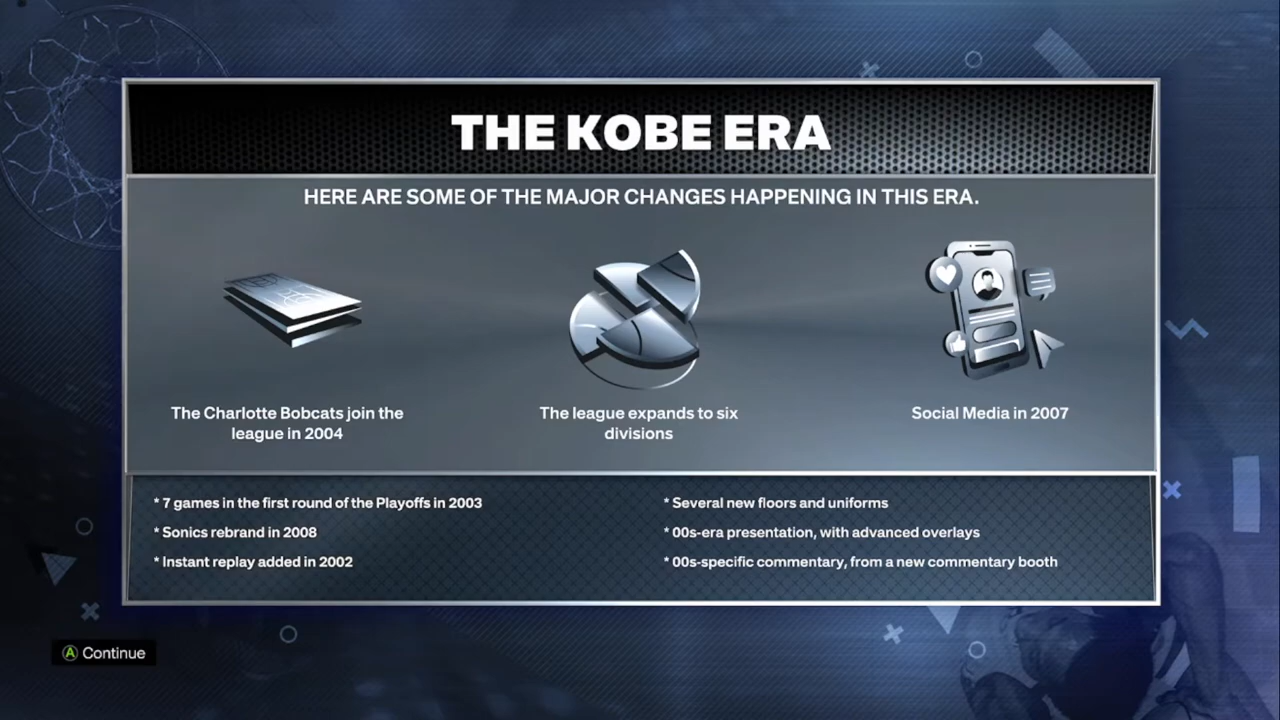 THE KOBE ERA
HERE ARE SOME OF THE MAJOR CHANGES HAPPENING IN THIS ERA.
The Charlotte Bobcats join the
league in 2004
The league expands to six
divisions
Social Media in 2007
* 7 games in the first round of the Playoffs in 2003
* Sonics rebrand in 2008
* Instant replay added in 2002
* Several new floors and uniforms
* 00s-era presentation, with advanced overlays
* 00s-specific commentary, from a new commentary booth
A Continue